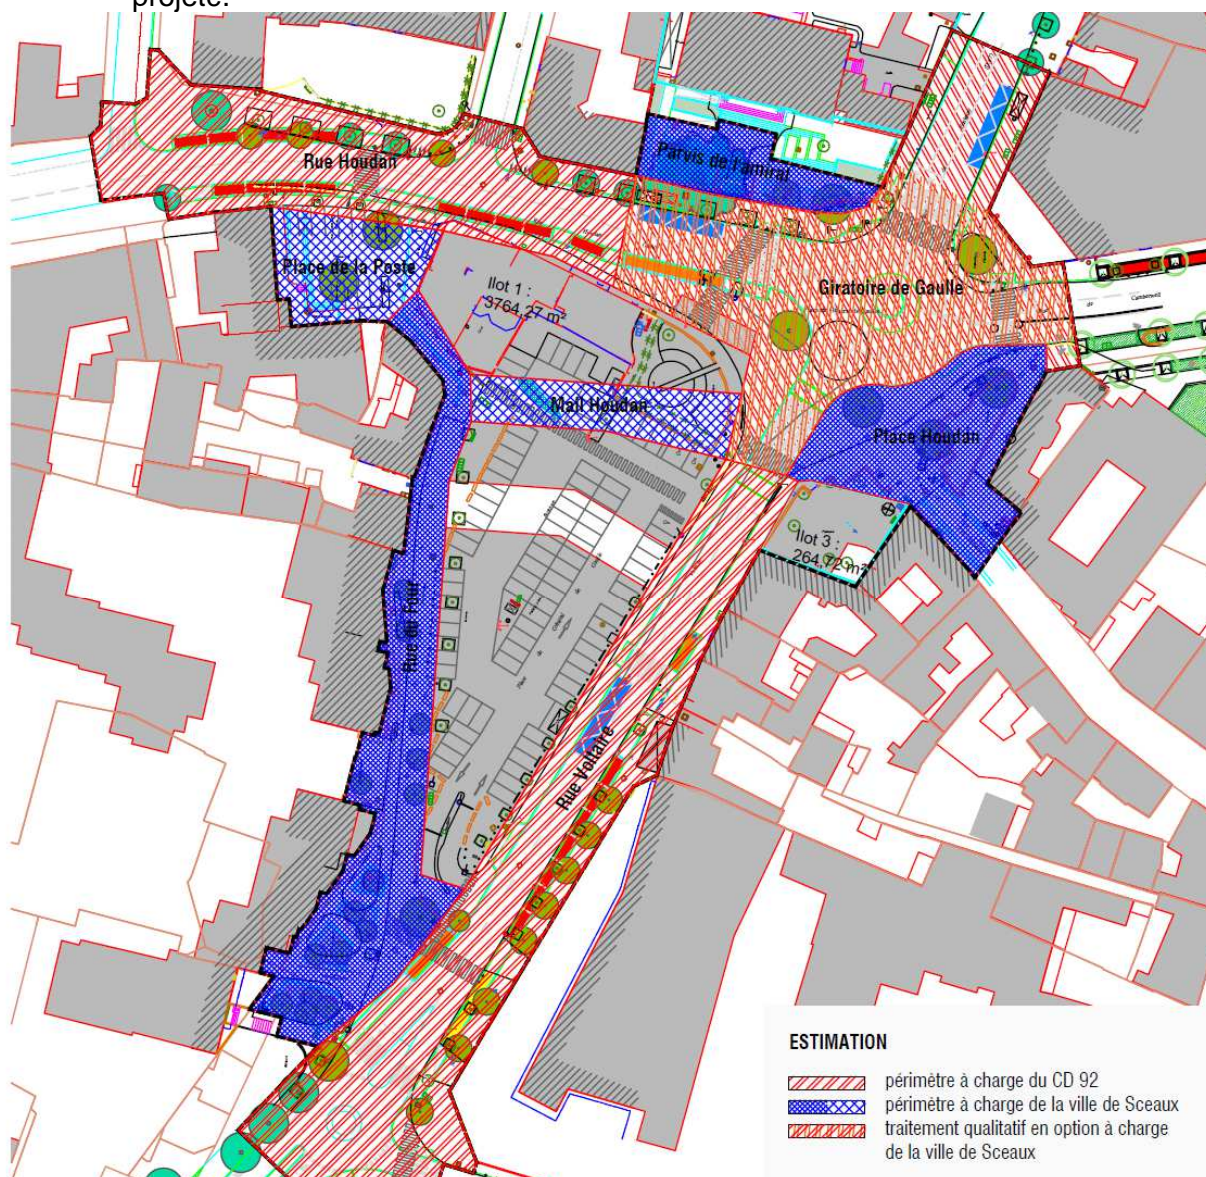 projeté.
Parvis de l'amiral
Rue Houdan
Place de la Poste
Ilot 1 :
3764,27 m²
Giratoire de Gaulle
Mail Houdan
Place Houdan
Ilot 3 :
264,72 m²
Rue du Four
Rue Voltaire
ESTIMATION
périmètre à charge du CD 92
périmètre à charge de la ville de Sceaux
traitement qualitatif en option à charge
de la ville de Sceaux